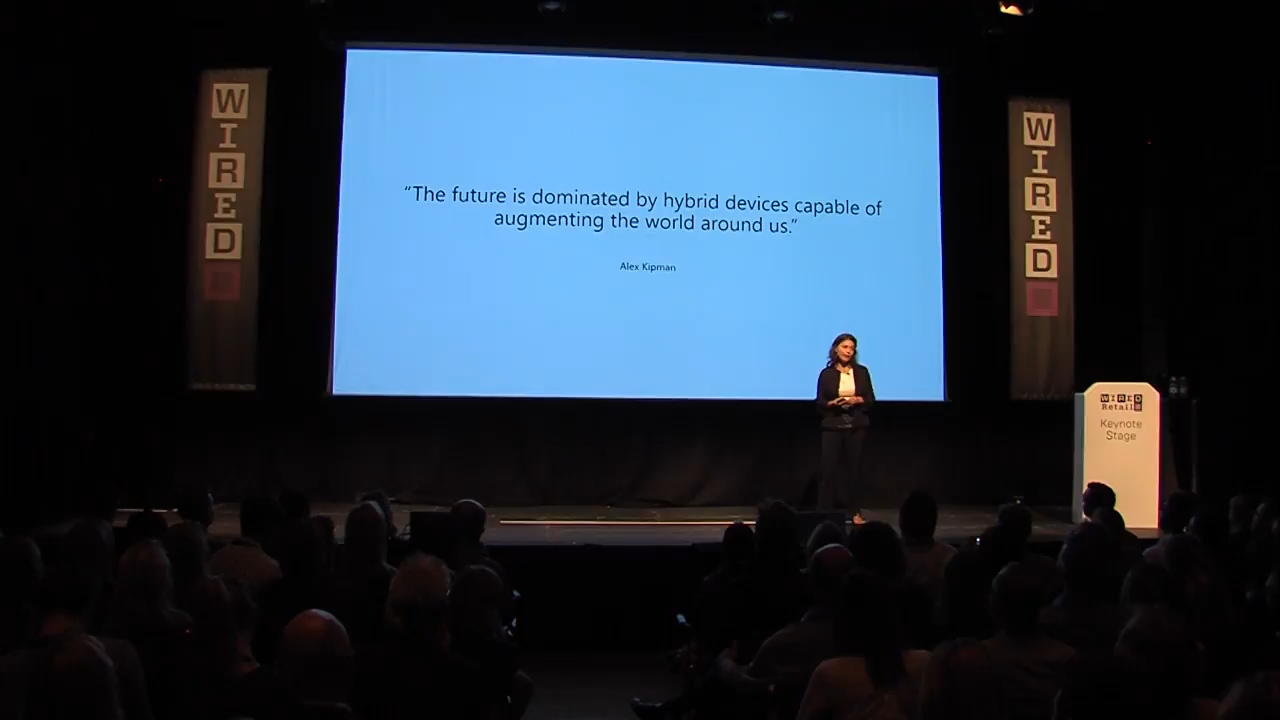 WIRED
“The future is dominated by hybrid devices capable of
augmenting the world around us.”
Alex Kipman
WIRED
WIRED
Retail
Keynote
Stage